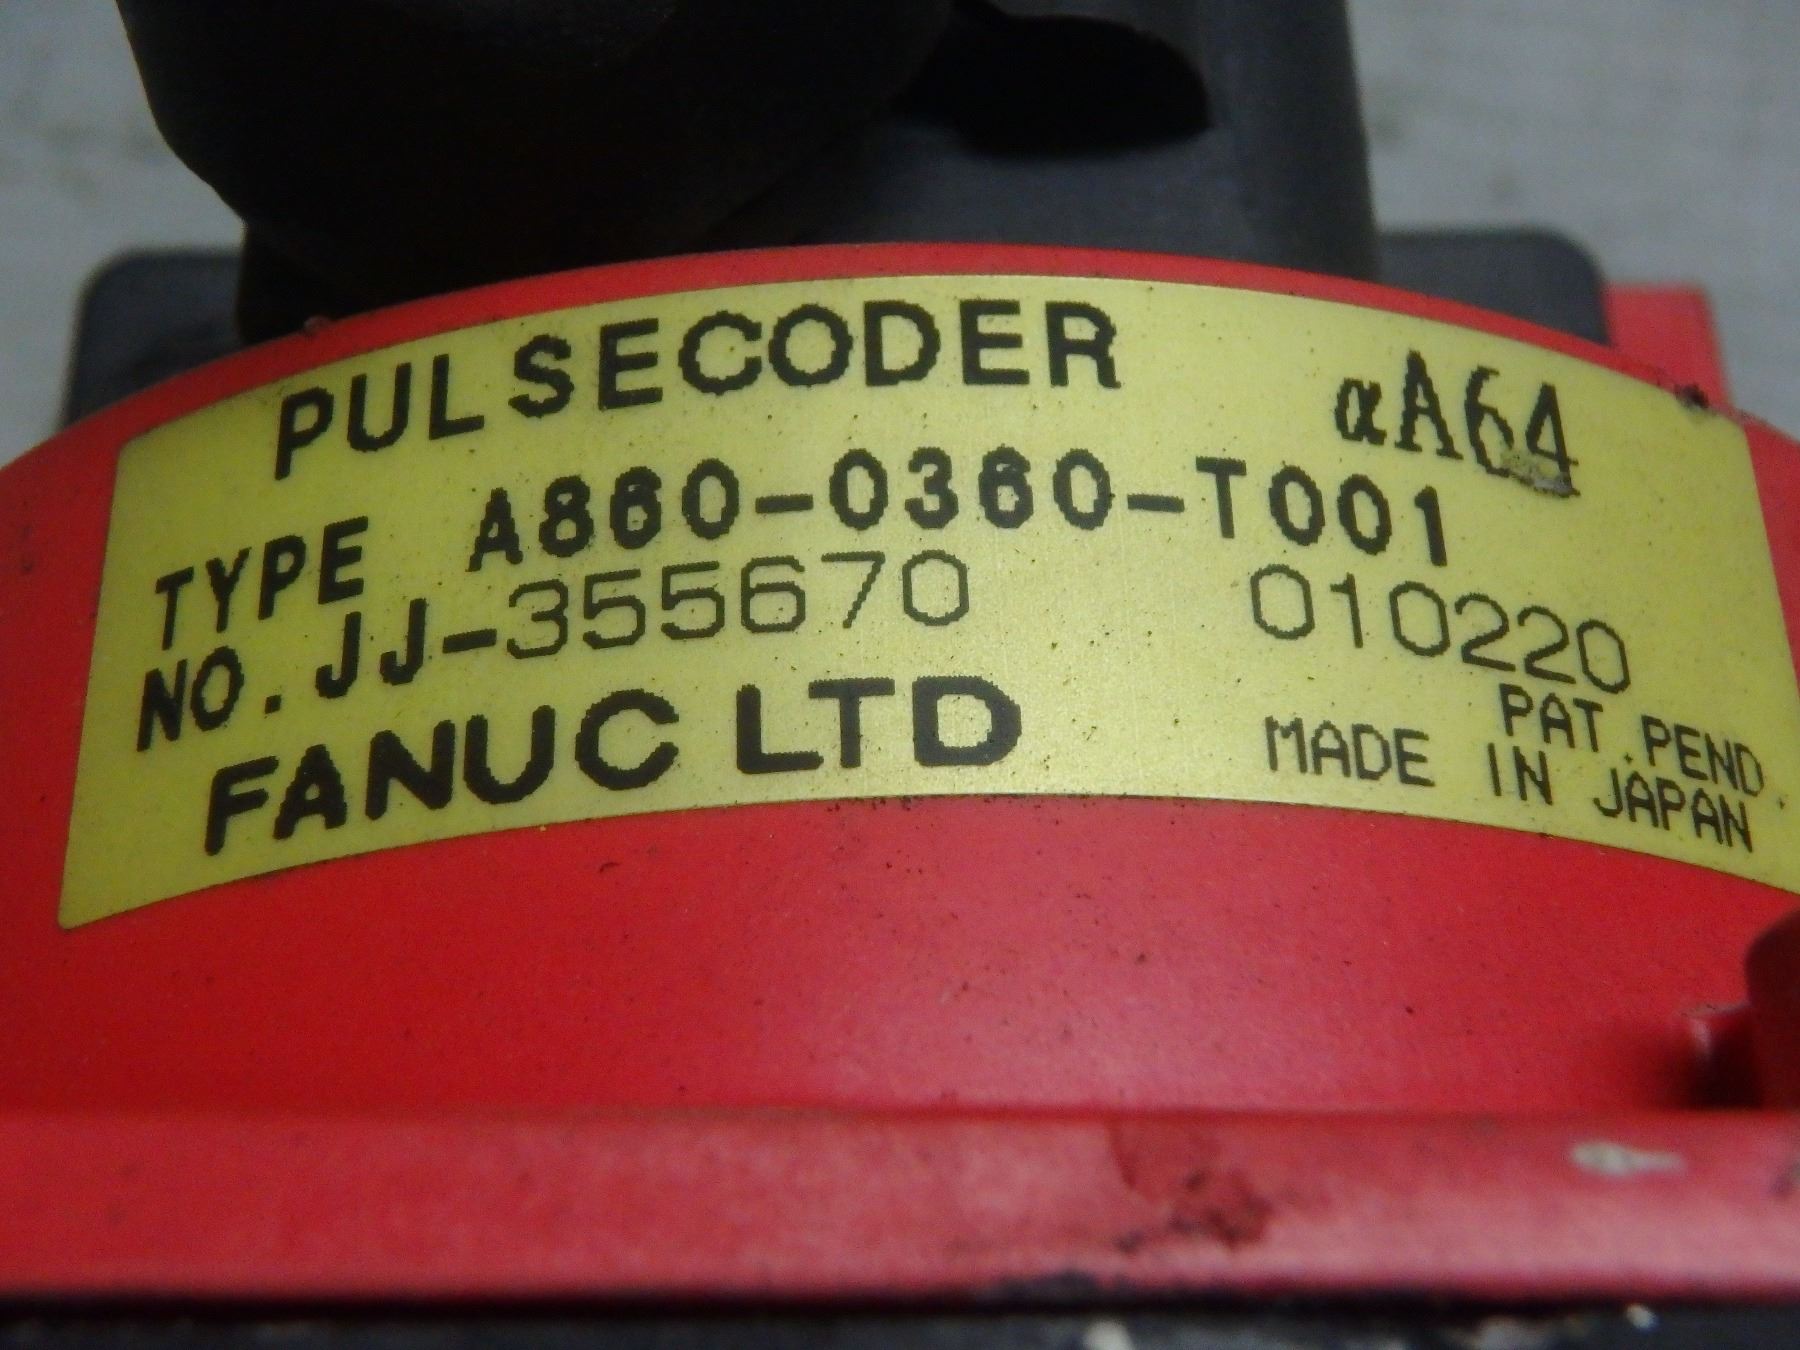 PULSECODER αA64
TYPE A860-0360-T001
NO. JJ-355670 010220
FANUC LTD
PAT.PEND.
MADE IN JAPAN